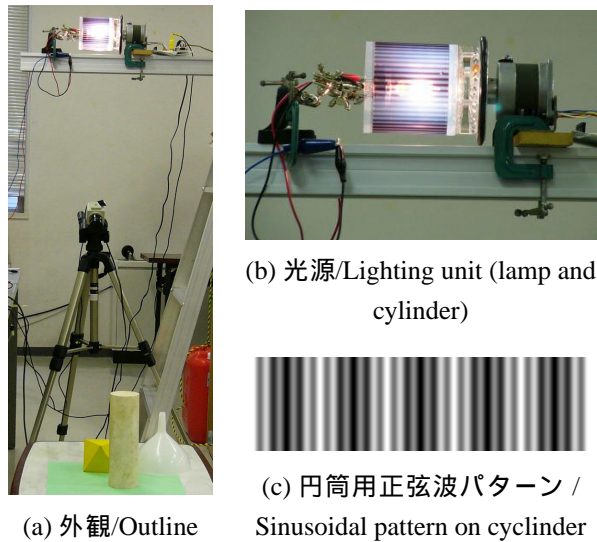 (a) 外観/Outline
(b) 光源/Lighting unit (lamp and
cylinder)
(c) 円筒用正弦波パターン /
Sinusoidal pattern on cyclinder